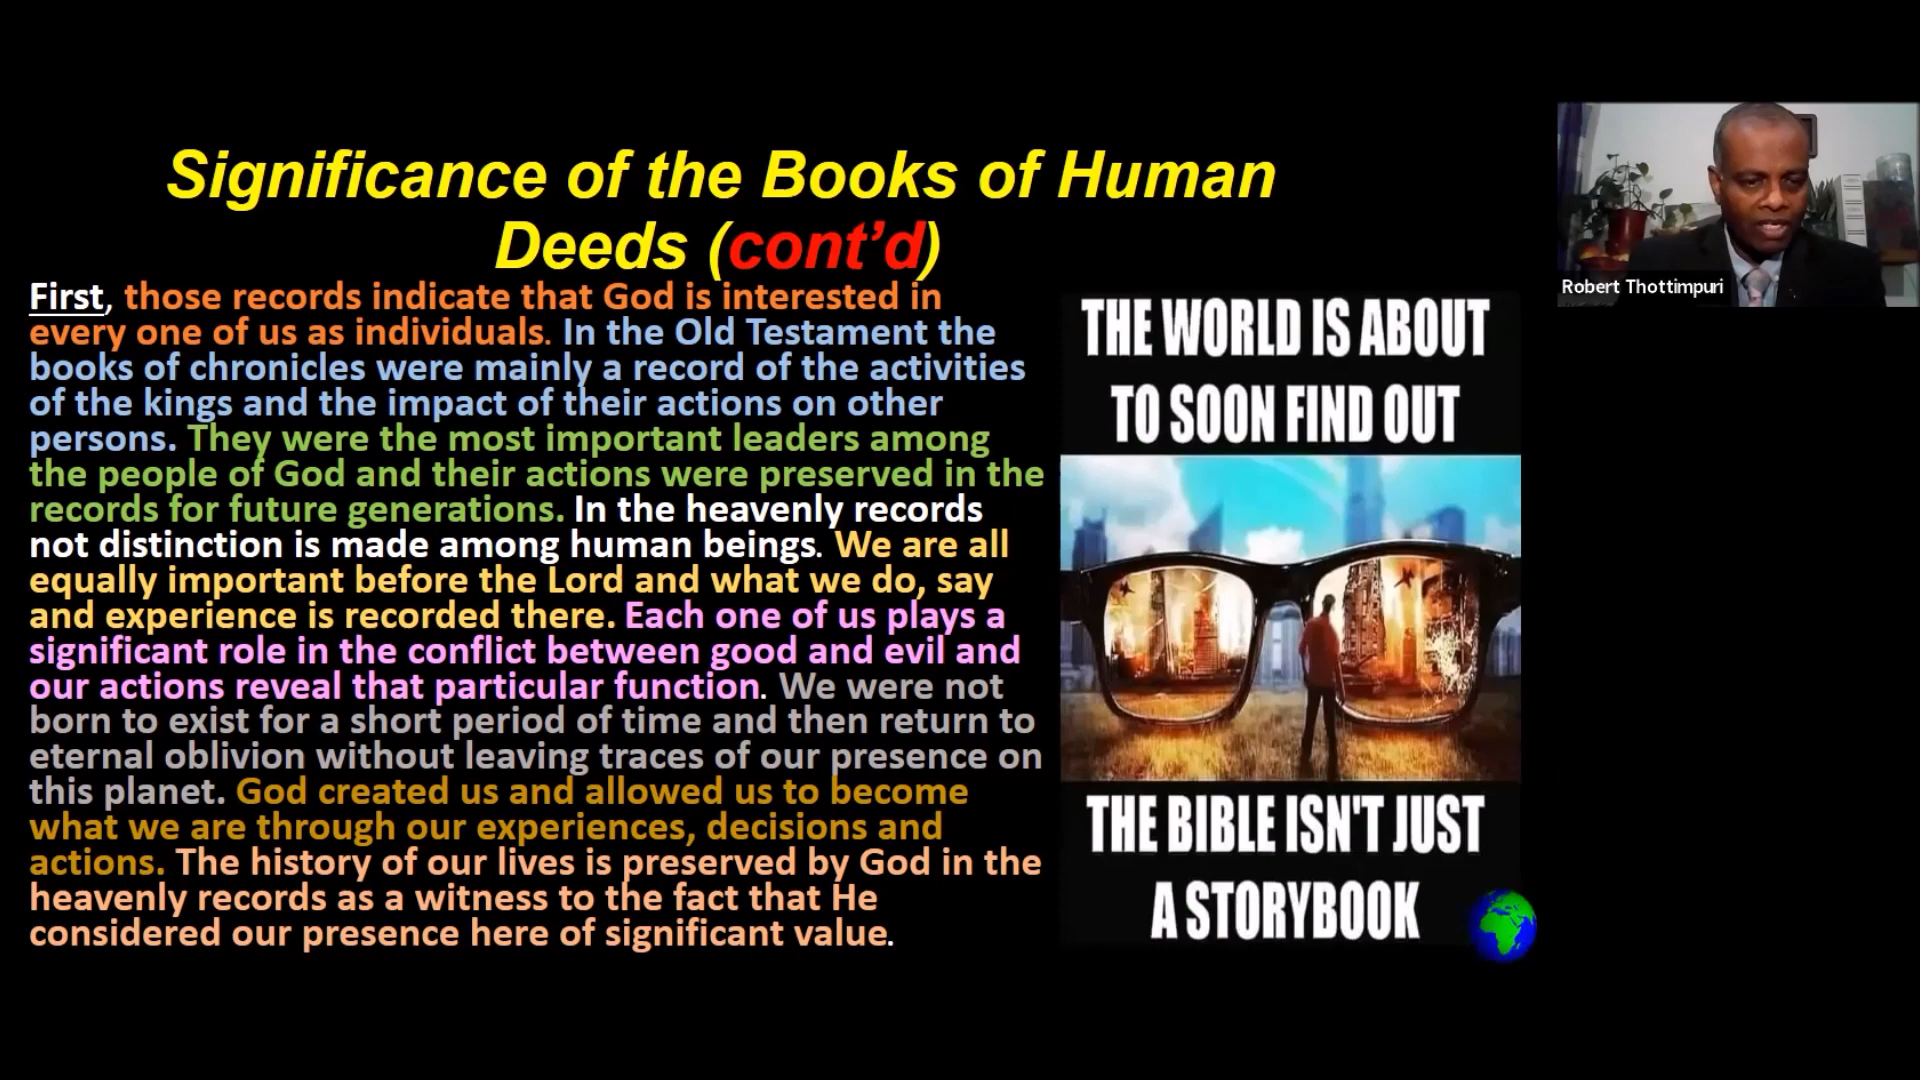 Significance of the Books of Human
Deeds (cont’d)
First, those records indicate that God is interested in
every one of us as individuals. In the Old Testament the
books of chronicles were mainly a record of the activities
of the kings and the impact of their actions on other
persons. They were the most important leaders among
the people of God and their actions were preserved in the
records for future generations. In the heavenly records
not distinction is made among human beings. We are all
equally important before the Lord and what we do, say
and experience is recorded there. Each one of us plays a
significant role in the conflict between good and evil and
our actions reveal that particular function. We were not
born to exist for a short period of time and then return to
eternal oblivion without leaving traces of our presence on
this planet. God created us and allowed us to become
what we are through our experiences, decisions and
actions. The history of our lives is preserved by God in the
heavenly records as a witness to the fact that He
considered our presence here of significant value.
THE WORLD IS ABOUT
TO SOON FIND OUT
THE BIBLE ISN'T JUST
A STORYBOOK
Robert Thottimpuri